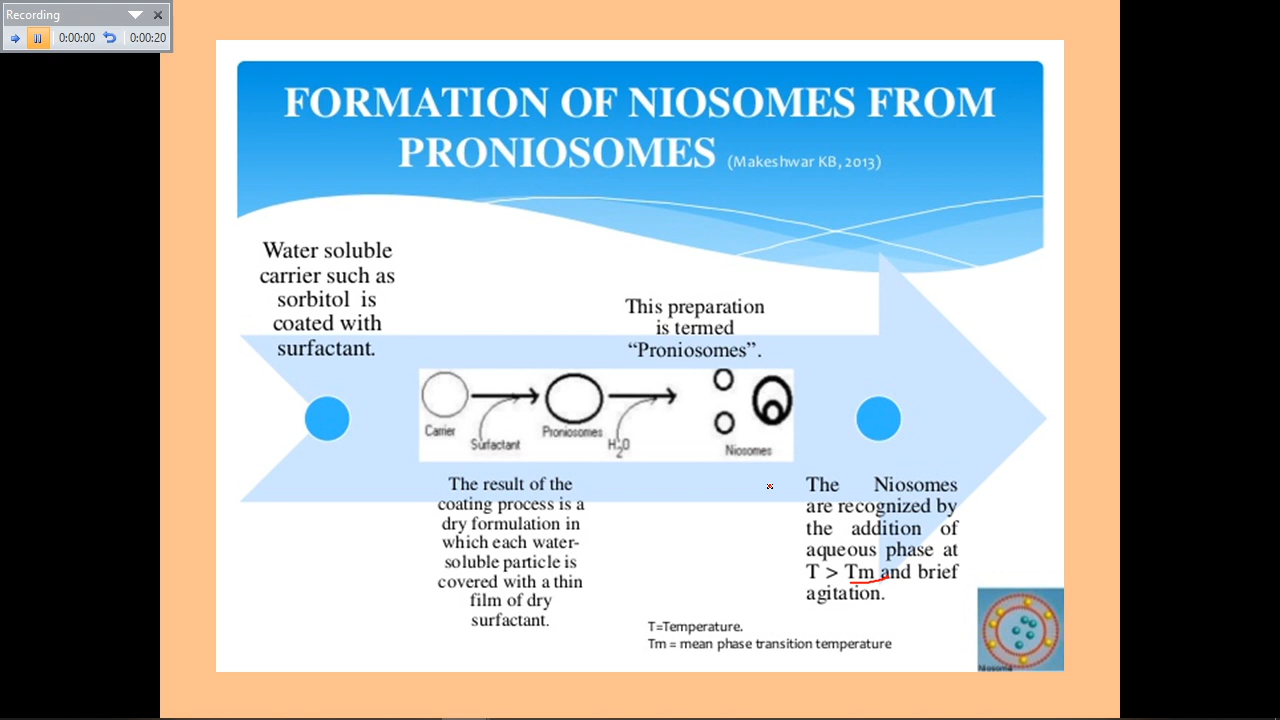 Recording
0:00:00 0:00:20
FORMATION OF NIOSOMES FROM
PRONIOSOMES (Makeshwar KB, 2013)
Water soluble
carrier such as
sorbitol is
coated with
surfactant.
This preparation
is termed
“Proniosomes”.
Carrier
Surfactant
Proniosomes
H2O
Niosomes
The result of the
coating process is a
dry formulation in
which each water-
soluble particle is
covered with a thin
film of dry
surfactant.
The Niosomes
are recognized by
the addition of
aqueous phase at
T > Tm and brief
agitation.
T=Temperature.
Tm = mean phase transition temperature
Niosome